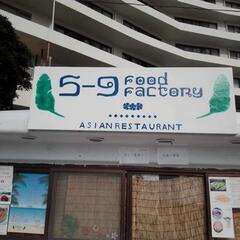 5-9 FOOD FACTORY
ASIAN RESTAURANT